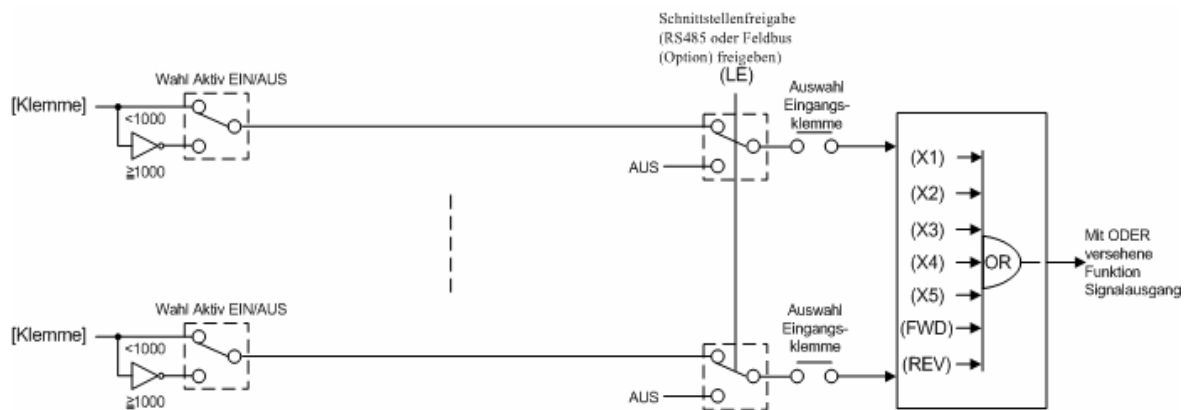 Schnittstellenfreigabe
(RS485 oder Feldbus
(Option) freigeben)
(LE)
Wahl Aktiv EIN/AUS
Auswahl
Eingangs-
klemme
[Klemme]
<1000
≧1000
AUS
(X1)
(X2)
(X3)
(X4)
(X5)
(FWD)
(REV)
OR
Mit ODER
versehene
Funktion
Signalausgang
Wahl Aktiv EIN/AUS
Auswahl
Eingangs-
klemme
[Klemme]
<1000
≧1000
AUS